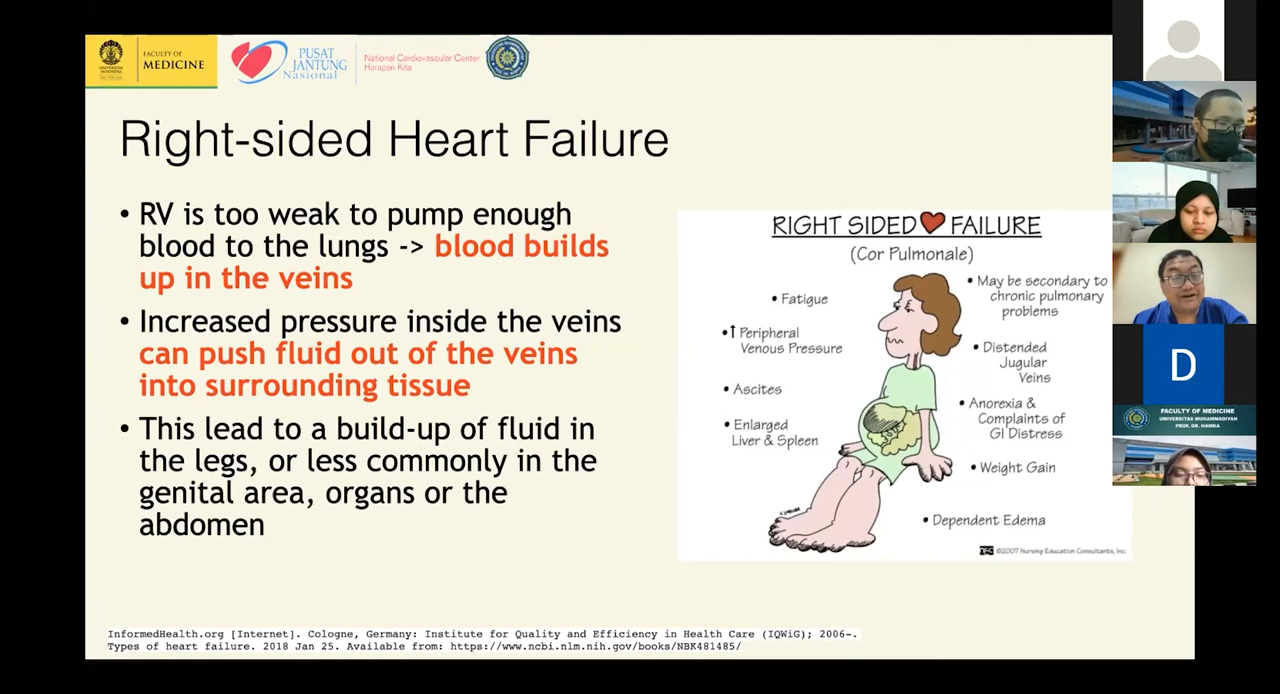 FACULTY OF
MEDICINE
UNIVERSITAS
INDONESIA
PUSAT
JANTUNG
Nasional
National Cardiovascular Center
Harapan Kita
Right-sided Heart Failure
• RV is too weak to pump enough
blood to the lungs -> blood builds
up in the veins
• Increased pressure inside the veins
can push fluid out of the veins
into surrounding tissue
• This lead to a build-up of fluid in
the legs, or less commonly in the
genital area, organs or the
abdomen
RIGHT SIDED FAILURE
(Cor Pulmonale)
• Fatigue
• ↑ Peripheral
Venous Pressure
• Ascites
• Enlarged
Liver & Spleen
• May be secondary to
chronic pulmonary
problems
• Distended
Jugular
Veins
• Anorexia &
Complaints of
GI Distress
• Weight Gain
• Dependent Edema
©2007 Nursing Education Consultants, Inc.
InformedHealth.org [Internet]. Cologne, Germany: Institute for Quality and Efficiency in Health Care (IQWiG); 2006-.
Types of heart failure. 2018 Jan 25. Available from: https://www.ncbi.nlm.nih.gov/books/NBK481485/
D
FACULTY OF MEDICINE
UNIVERSITAS MUHAMMADIYAH
PROF. DR. HAMKA